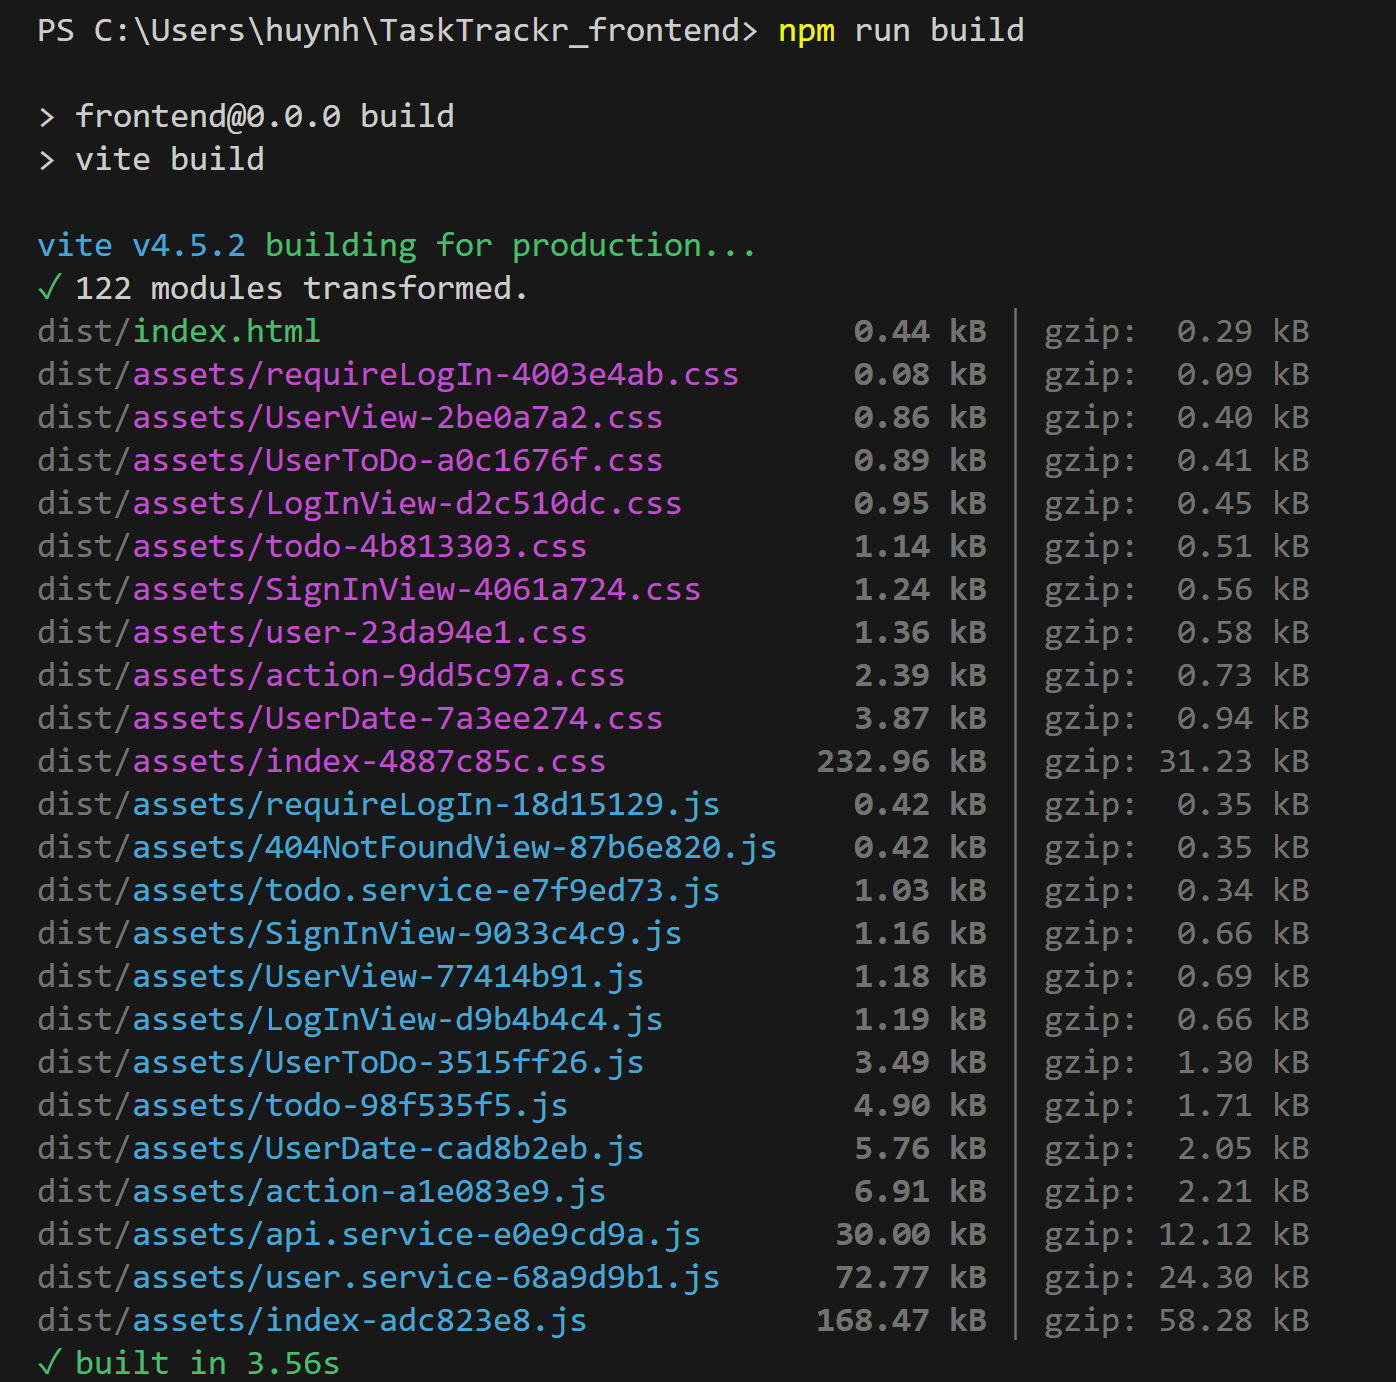 PS C:\Users\huynh\TaskTrackr_frontend> npm run build
> frontend@0.0.0 build
> vite build
vite v4.5.2 building for production...
✓ 122 modules transformed.
dist/index.html 0.44 kB │ gzip: 0.29 kB
dist/assets/requireLogIn-4003e4ab.css 0.08 kB │ gzip: 0.09 kB
dist/assets/UserView-2be0a7a2.css 0.86 kB │ gzip: 0.40 kB
dist/assets/UserToDo-a0c1676f.css 0.89 kB │ gzip: 0.41 kB
dist/assets/LogInView-d2c510dc.css 0.95 kB │ gzip: 0.45 kB
dist/assets/todo-4b813303.css 1.14 kB │ gzip: 0.51 kB
dist/assets/SignInView-4061a724.css 1.24 kB │ gzip: 0.56 kB
dist/assets/user-23da94e1.css 1.36 kB │ gzip: 0.58 kB
dist/assets/action-9dd5c97a.css 2.39 kB │ gzip: 0.73 kB
dist/assets/UserDate-7a3ee274.css 3.87 kB │ gzip: 0.94 kB
dist/assets/index-4887c85c.css 232.96 kB │ gzip: 31.23 kB
dist/assets/requireLogIn-18d15129.js 0.42 kB │ gzip: 0.35 kB
dist/assets/404NotFoundView-87b6e820.js 0.42 kB │ gzip: 0.35 kB
dist/assets/todo.service-e7f9ed73.js 1.03 kB │ gzip: 0.34 kB
dist/assets/SignInView-9033c4c9.js 1.16 kB │ gzip: 0.66 kB
dist/assets/UserView-77414b91.js 1.18 kB │ gzip: 0.69 kB
dist/assets/LogInView-d9b4b4c4.js 1.19 kB │ gzip: 0.66 kB
dist/assets/UserToDo-3515ff26.js 3.49 kB │ gzip: 1.30 kB
dist/assets/todo-98f535f5.js 4.90 kB │ gzip: 1.71 kB
dist/assets/UserDate-cad8b2eb.js 5.76 kB │ gzip: 2.05 kB
dist/assets/action-a1e083e9.js 6.91 kB │ gzip: 2.21 kB
dist/assets/api.service-e0e9cd9a.js 30.00 kB │ gzip: 12.12 kB
dist/assets/user.service-68a9d9b1.js 72.77 kB │ gzip: 24.30 kB
dist/assets/index-adc823e8.js 168.47 kB │ gzip: 58.28 kB
✓ built in 3.56s